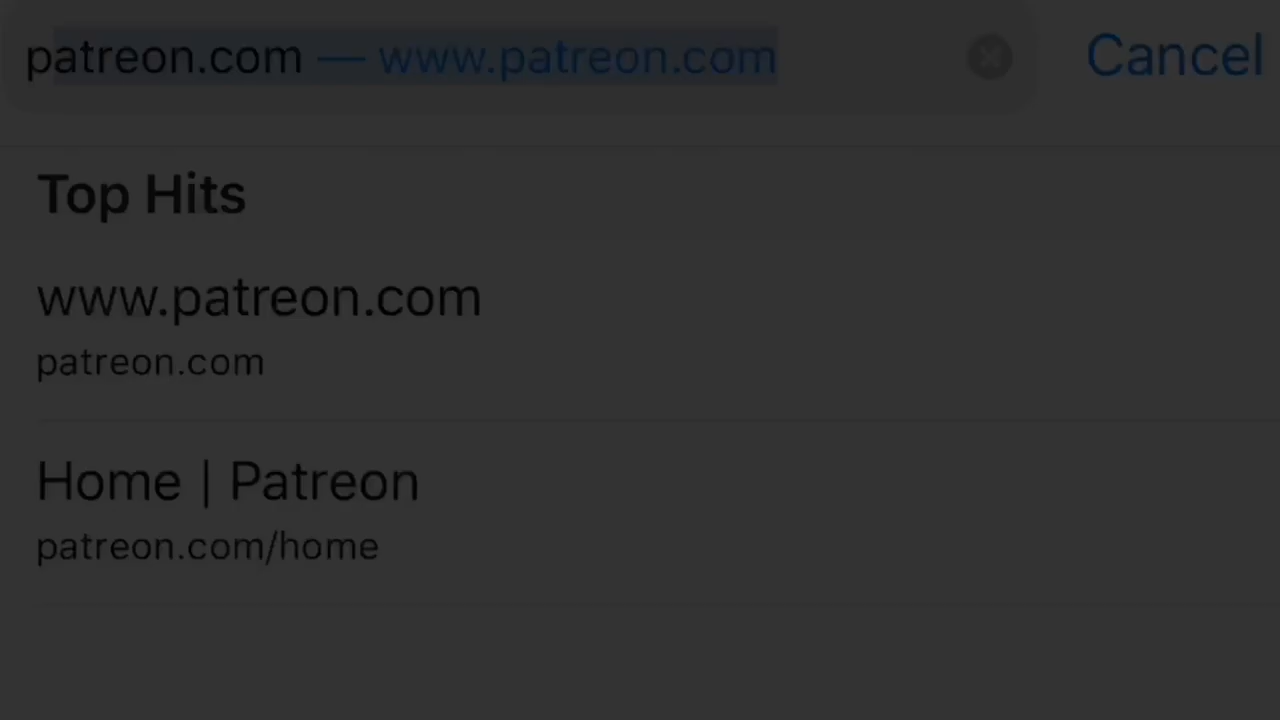 patreon.com — www.patreon.com
Cancel
Top Hits
www.patreon.com
patreon.com
Home | Patreon
patreon.com/home